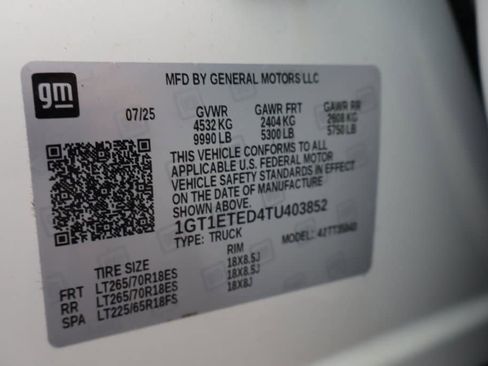 gm
MFD BY GENERAL MOTORS LLC
07/25 GVWR GAWR FRT GAWR RR
4532 KG 2404 KG 2608 KG
9990 LB 5300 LB 5750 LB
THIS VEHICLE CONFORMS TO ALL
APPLICABLE U.S. FEDERAL MOTOR
VEHICLE SAFETY STANDARDS IN EFFECT
ON THE DATE OF MANUFACTURE
SHOWN ABOVE.
1GT1ETED4TU403852
TYPE: TRUCK MODEL:
TIRE SIZE RIM
FRT LT265/70R18ES 18X8.5J
RR LT265/70R18ES 18X8.5J
SPA LT225/65R18FS 18X8J